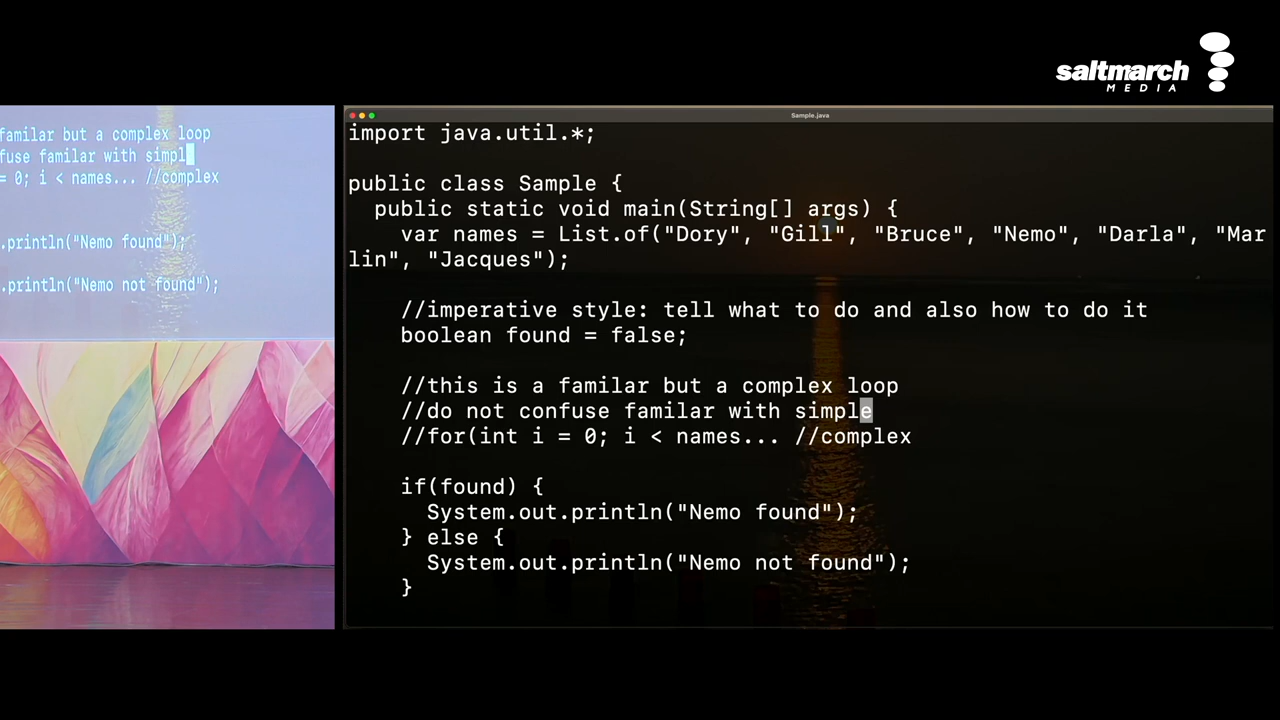 saltmarch
MEDIA
familar but a complex loop
fuse familar with simpl
= 0; i < names... //complex
.println("Nemo found");
.println("Nemo not found");
Sample.java
import java.util.*;
public class Sample {
public static void main(String[] args) {
var names = List.of("Dory", "Gill", "Bruce", "Nemo", "Darla", "Mar
lin", "Jacques");
//imperative style: tell what to do and also how to do it
boolean found = false;
//this is a familar but a complex loop
//do not confuse familar with simple
//for(int i = 0; i < names... //complex
if(found) {
System.out.println("Nemo found");
} else {
System.out.println("Nemo not found");
}